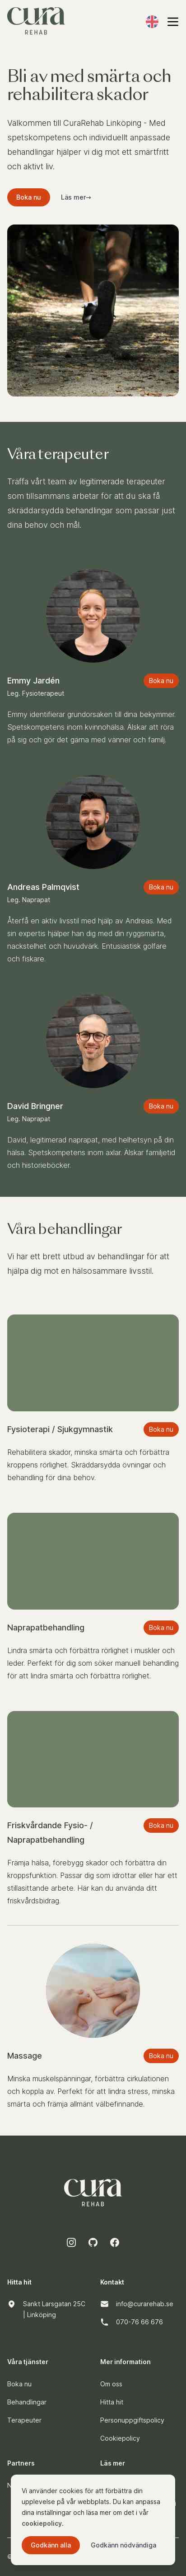 cura
REHAB
Bli av med smärta och
rehabilitera skador
Välkommen till CuraRehab Linköping - Med
spetskompetens och individuellt anpassade
behandlingar hjälper vi dig mot ett smärtfritt
och aktivt liv.
Boka nu
Läs mer→
Våra terapeuter
Träffa vårt team av legitimerade terapeuter
som tillsammans arbetar för att du ska få
skräddarsydda behandlingar som passar just
dina behov och mål.
Emmy Jardén
Boka nu
Leg. Fysioterapeut
Emmy identifierar grundorsaken till dina bekymmer.
Spetskompetens inom kvinnohälsa. Älskar att röra
på sig och gör det gärna med vänner och familj.
Andreas Palmqvist
Boka nu
Leg. Naprapat
Återfå en aktiv livsstil med hjälp av Andreas. Med
sin expertis hjälper han dig med din ryggsmärta,
nackstelhet och huvudvärk. Entusiastisk golfare
och fiskare.
David Bringner
Boka nu
Leg. Naprapat
David, legitimerad naprapat, med helhetsyn på din
hälsa. Spetskompetens inom axlar. Älskar familjetid
och historieböcker.
Våra behandlingar
Vi har ett brett utbud av behandlingar för att
hjälpa dig mot en hälsosammare livsstil.
Fysioterapi / Sjukgymnastik
Boka nu
Rehabilitera skador, minska smärta och förbättra
kroppens rörlighet. Skräddarsydda övningar och
behandling för dina behov.
Naprapatbehandling
Boka nu
Lindra smärta och förbättra rörlighet i muskler och
leder. Perfekt för dig som söker manuell behandling
för att lindra smärta och förbättra rörlighet.
Friskvårdande Fysio- /
Naprapatbehandling
Boka nu
Främja hälsa, förebygg skador och förbättra din
kroppsfunktion. Passar dig som idrottar eller har ett
stillasittande arbete. Här kan du använda ditt
friskvårdsbidrag.
Massage
Boka nu
Minska muskelspänningar, förbättra cirkulationen
och koppla av. Perfekt för att lindra stress, minska
smärta och främja allmänt välbefinnande.
cura
REHAB
Hitta hit
Kontakt
Sankt Larsgatan 25C
| Linköping
info@curarehab.se
070-76 66 676
Våra tjänster
Mer information
Boka nu
Om oss
Behandlingar
Hitta hit
Terapeuter
Personuppgiftspolicy
Cookiepolicy
Partners
Läs mer
Vi använder cookies för att förbättra din
upplevelse på vår webbplats. Du kan anpassa
dina inställningar och läsa mer om det i vår
cookiepolicy.
Godkänn alla
Godkänn nödvändiga